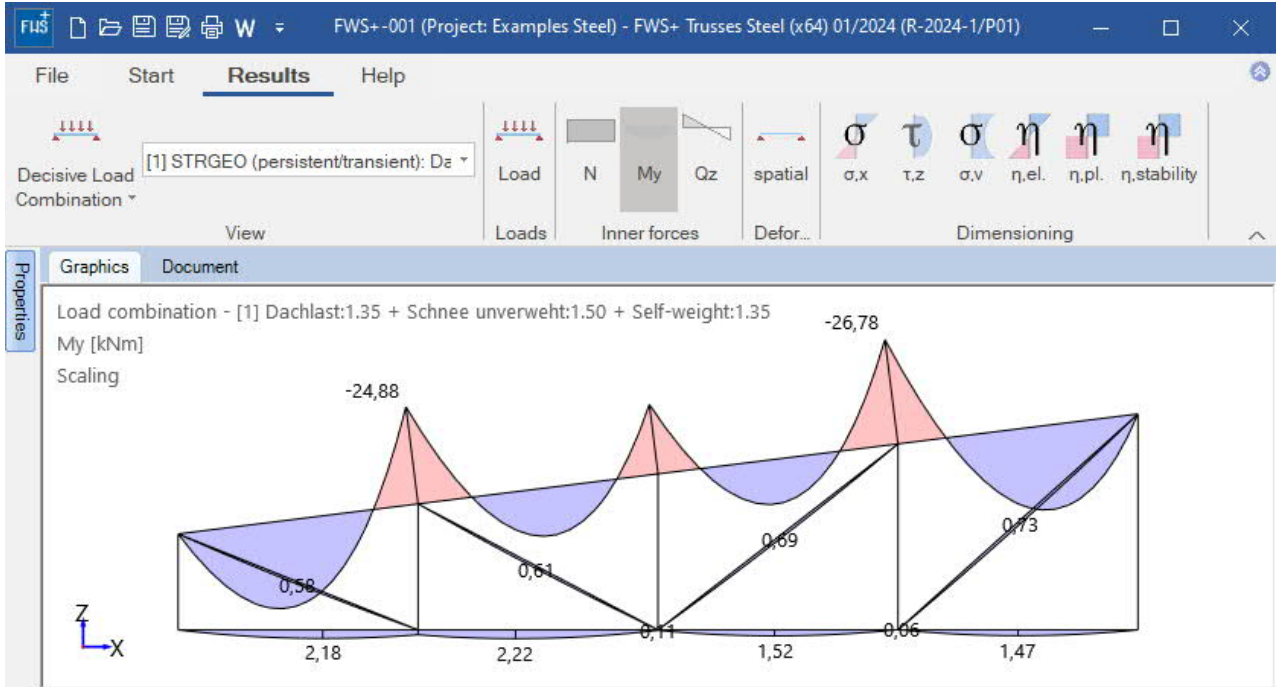 FWS+ W FWS+-001 (Project: Examples Steel) - FWS+ Trusses Steel (x64) 01/2024 (R-2024-1/P01)
File Start Results Help
Decisive Load Combination
[1] STRGEO (persistent/transient): Da
View
Load
Loads
N My Qz
Inner forces
spatial
Defor...
σ τ σ η η η
σ,x τ,z σ,v η,el. η,pl. η,stability
Dimensioning
Properties
Graphics Document
Load combination - [1] Dachlast:1.35 + Schnee unverweht:1.50 + Self-weight:1.35
My [kNm]
Scaling
-26,78
-24,88
0,73
0,69
0,61
0,58
Z
X
0,11
0,06
2,18
2,22
1,52
1,47